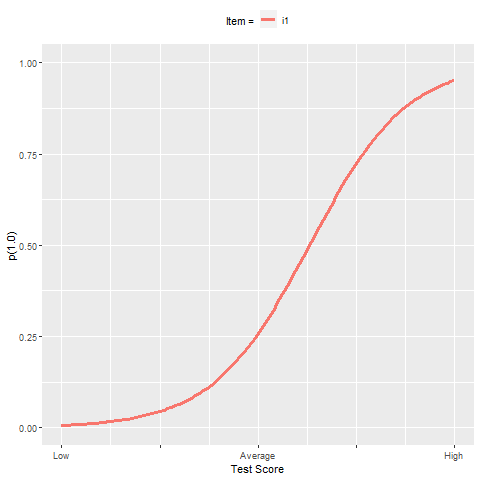 Item = i1
1.00
0.75
0.50
0.25
0.00
p(1.0)
Low
Average
High
Test Score